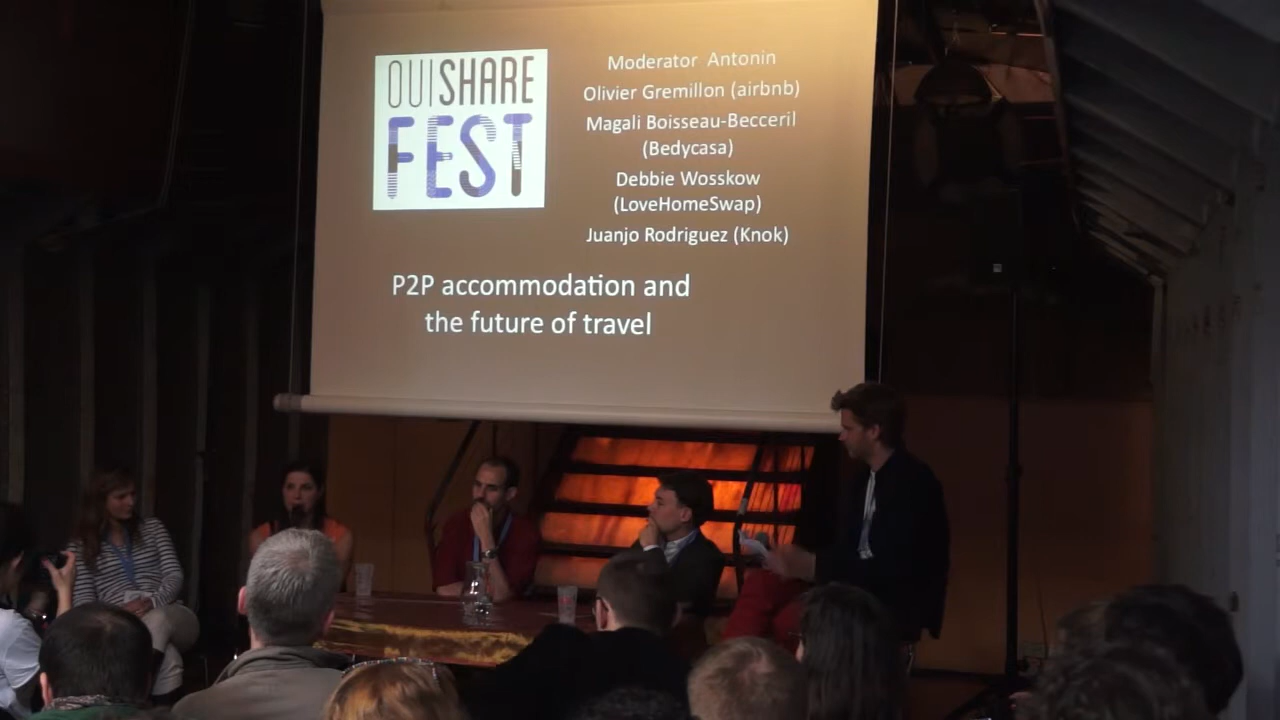 OUISHARE
FEST
Moderator Antonin
Olivier Gremillon (airbnb)
Magali Boisseau-Becceril
(Bedycasa)
Debbie Wosskow
(LoveHomeSwap)
Juanjo Rodriguez (Knok)
P2P accommodation and
the future of travel